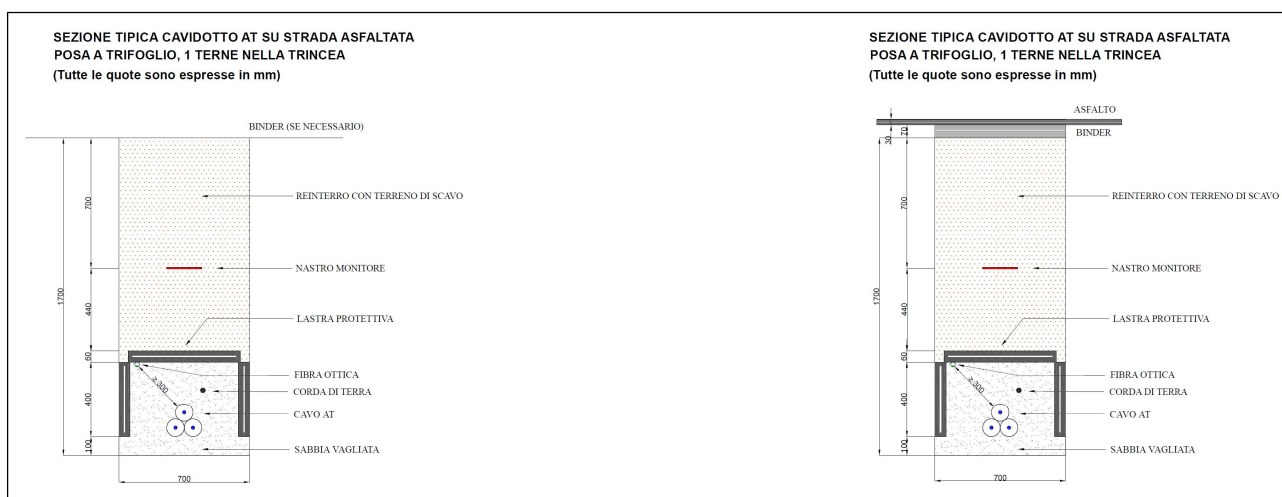 SEZIONE TIPICA CAVIDOTTO AT SU STRADA ASFALTATA
POSA A TRIFOGLIO, 1 TERNE NELLA TRINCEA
(Tutte le quote sono espresse in mm)
BINDER (SE NECESSARIO)
REINTERRO CON TERRENO DI SCAVO
NASTRO MONITORE
LASTRA PROTETTIVA
FIBRA OTTICA
CORDA DI TERRA
CAVO AT
SABBIA VAGLIATA
1700
700
440
60
400
100
≥ 300
700
SEZIONE TIPICA CAVIDOTTO AT SU STRADA ASFALTATA
POSA A TRIFOGLIO, 1 TERNE NELLA TRINCEA
(Tutte le quote sono espresse in mm)
ASFALTO
BINDER
REINTERRO CON TERRENO DI SCAVO
NASTRO MONITORE
LASTRA PROTETTIVA
FIBRA OTTICA
CORDA DI TERRA
CAVO AT
SABBIA VAGLIATA
30
70
1700
700
440
60
400
100
≥ 300
700